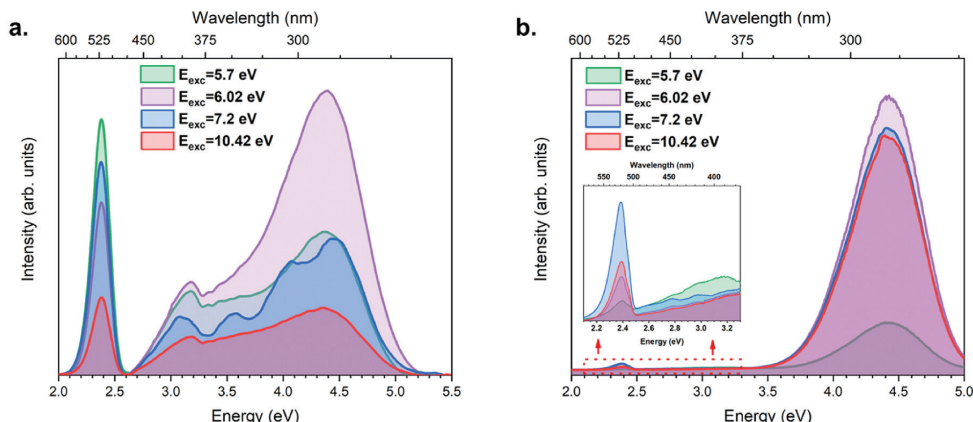 a.
Wavelength (nm)
600 525 450 375 300
E_exc=5.7 eV
E_exc=6.02 eV
E_exc=7.2 eV
E_exc=10.42 eV
Intensity (arb. units)
2.0 2.5 3.0 3.5 4.0 4.5 5.0 5.5
Energy (eV)
b.
Wavelength (nm)
600 525 450 375 300
E_exc=5.7 eV
E_exc=6.02 eV
E_exc=7.2 eV
E_exc=10.42 eV
Intensity (arb. units)
Wavelength (nm)
550 500 450 400
2.2 2.4 2.6 2.8 3.0 3.2
Energy (eV)
2.0 2.5 3.0 3.5 4.0 4.5 5.0
Energy (eV)